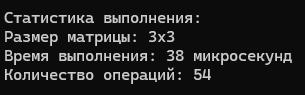 Статистика выполнения:
Размер матрицы: 3x3
Время выполнения: 38 микросекунд
Количество операций: 54